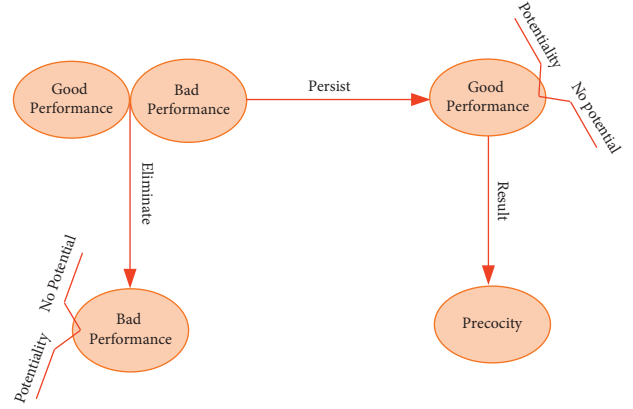 Good
Performance
Bad
Performance
Persist
Good
Performance
Potentiality
No potential
Eliminate
Result
No Potential
Potentiality
Bad
Performance
Precocity